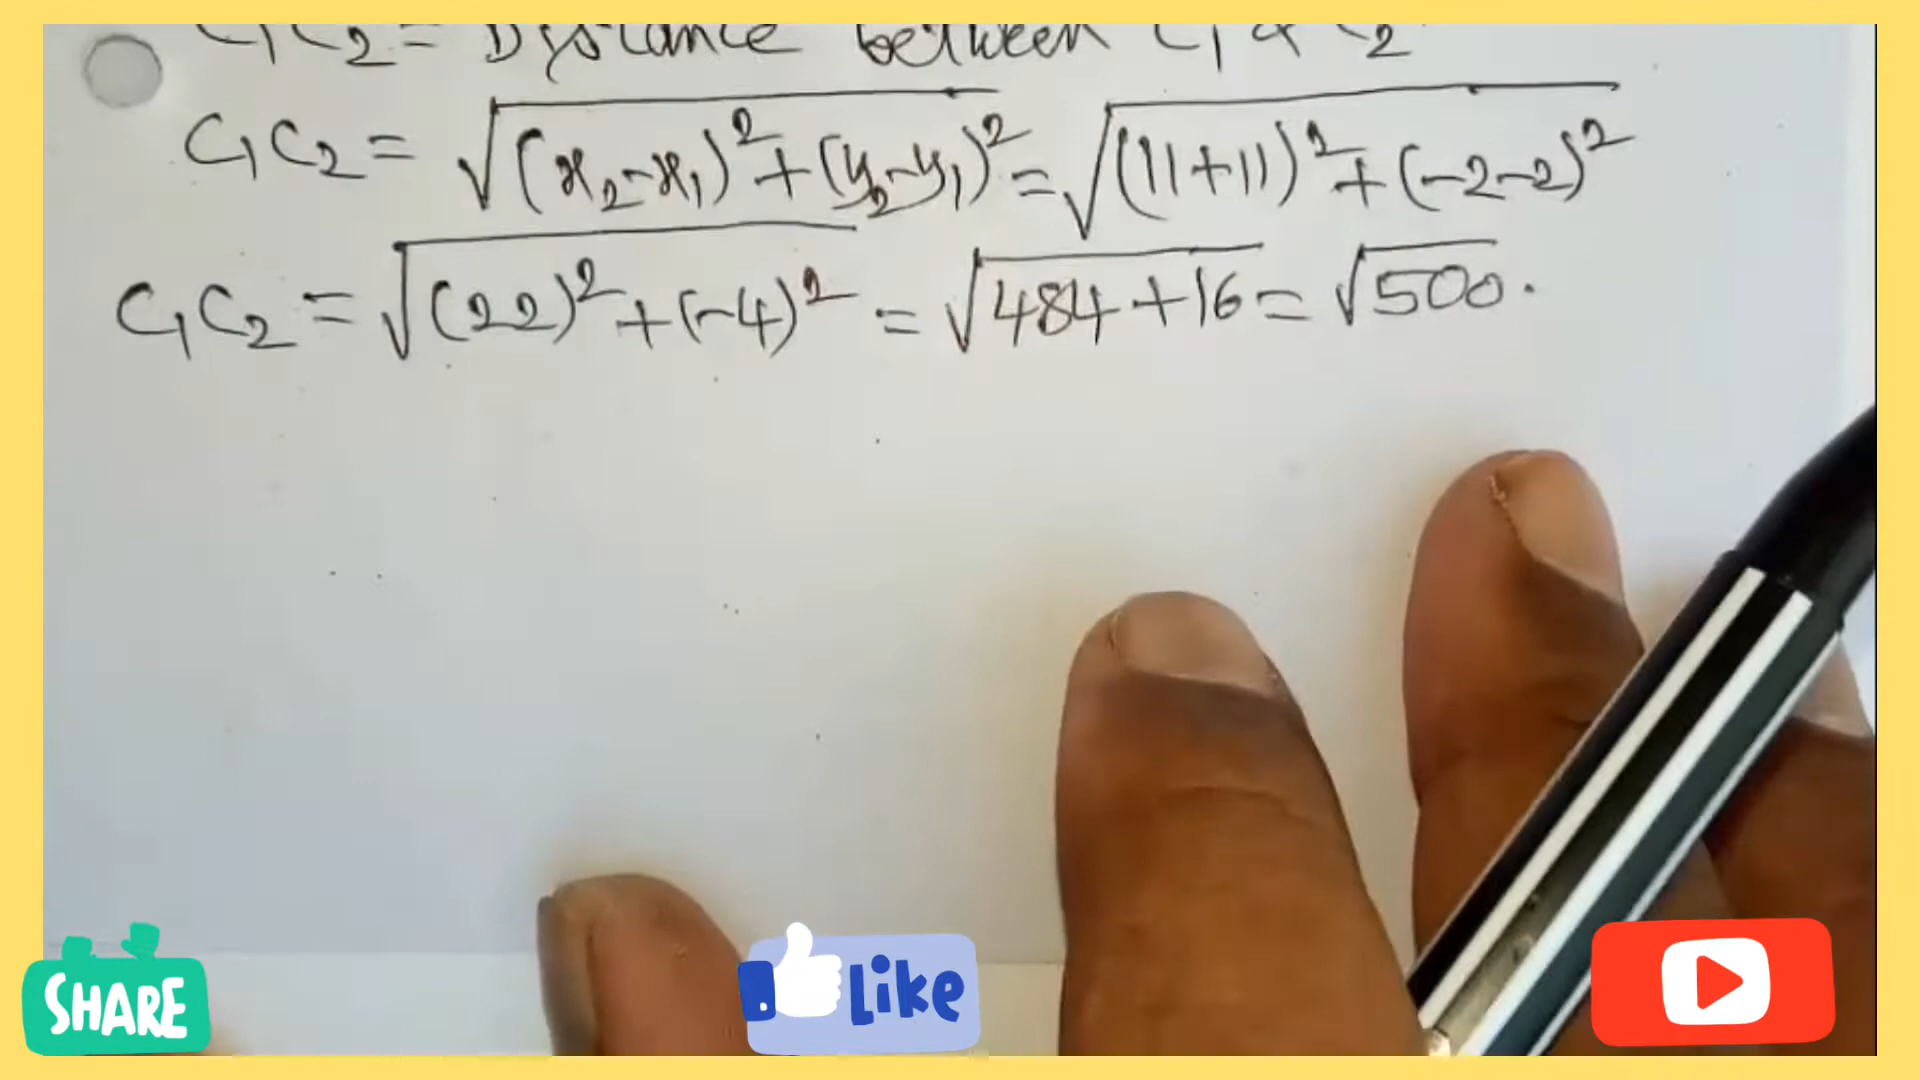 C₁C₂ = Distance between C₁ & C₂
C₁C₂ = √(x₂-x₁)²+(y₂-y₁)² = √(11+11)²+(-2-2)²
C₁C₂ = √(22)²+(-4)² = √484+16 = √500.
SHARE
Like